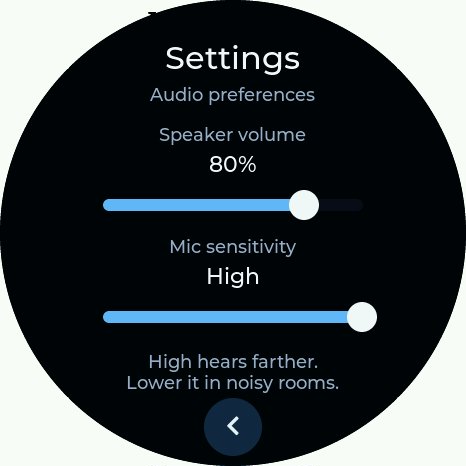 Settings
Audio preferences
Speaker volume
80%
Mic sensitivity
High
High hears farther.
Lower it in noisy rooms.